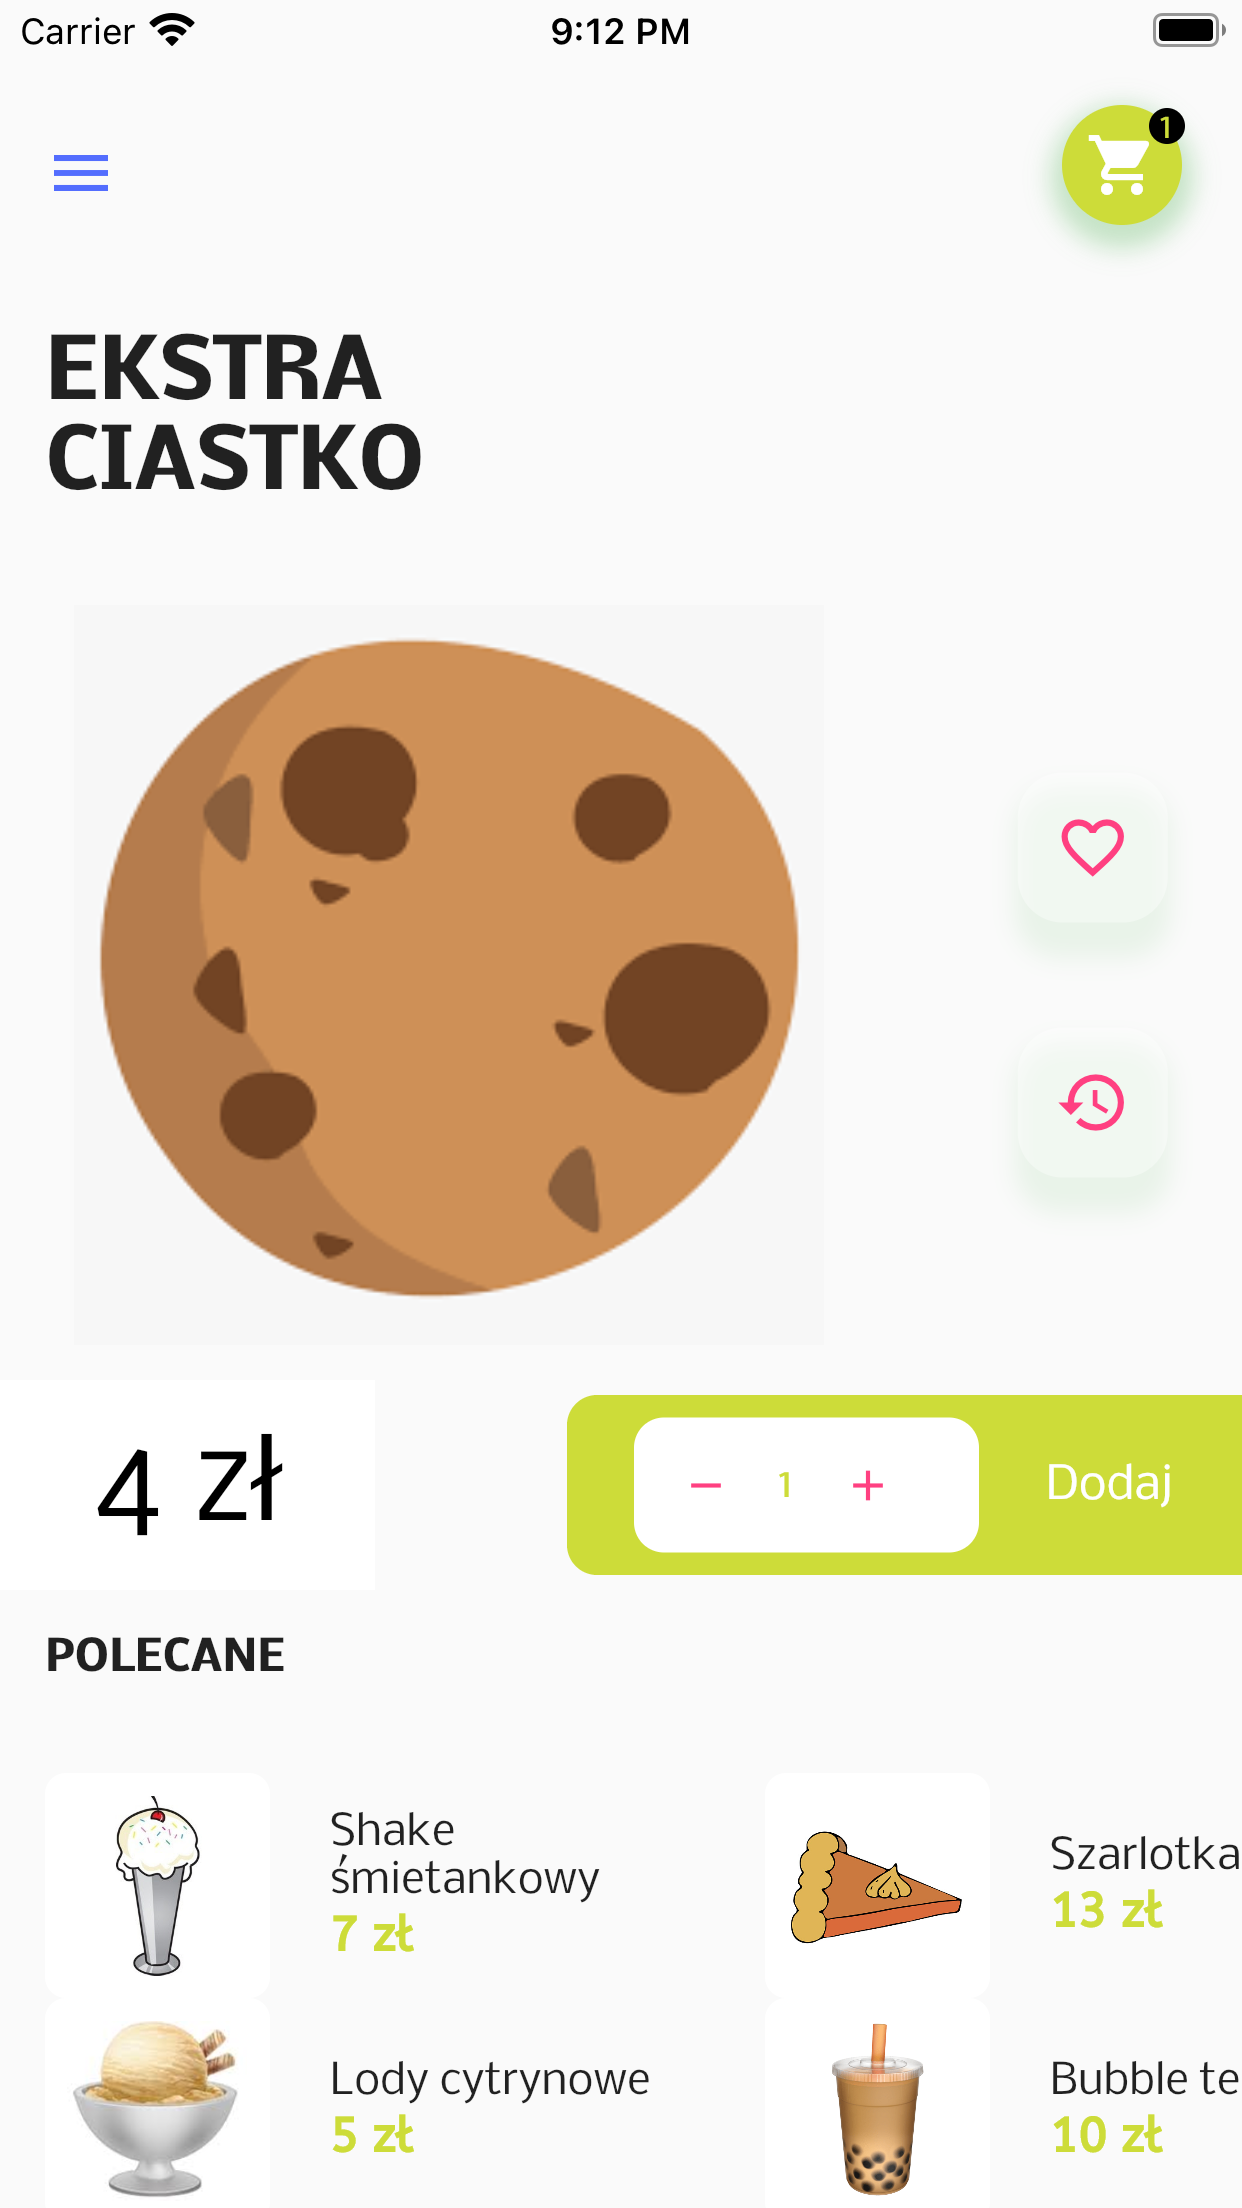 Carrier 9:12 PM
1
EKSTRA
CIASTKO
4 zł
1
Dodaj
POLECANE
Shake
śmietankowy
7 zł
Szarlotka
13 zł
Lody cytrynowe
5 zł
Bubble te
10 zł